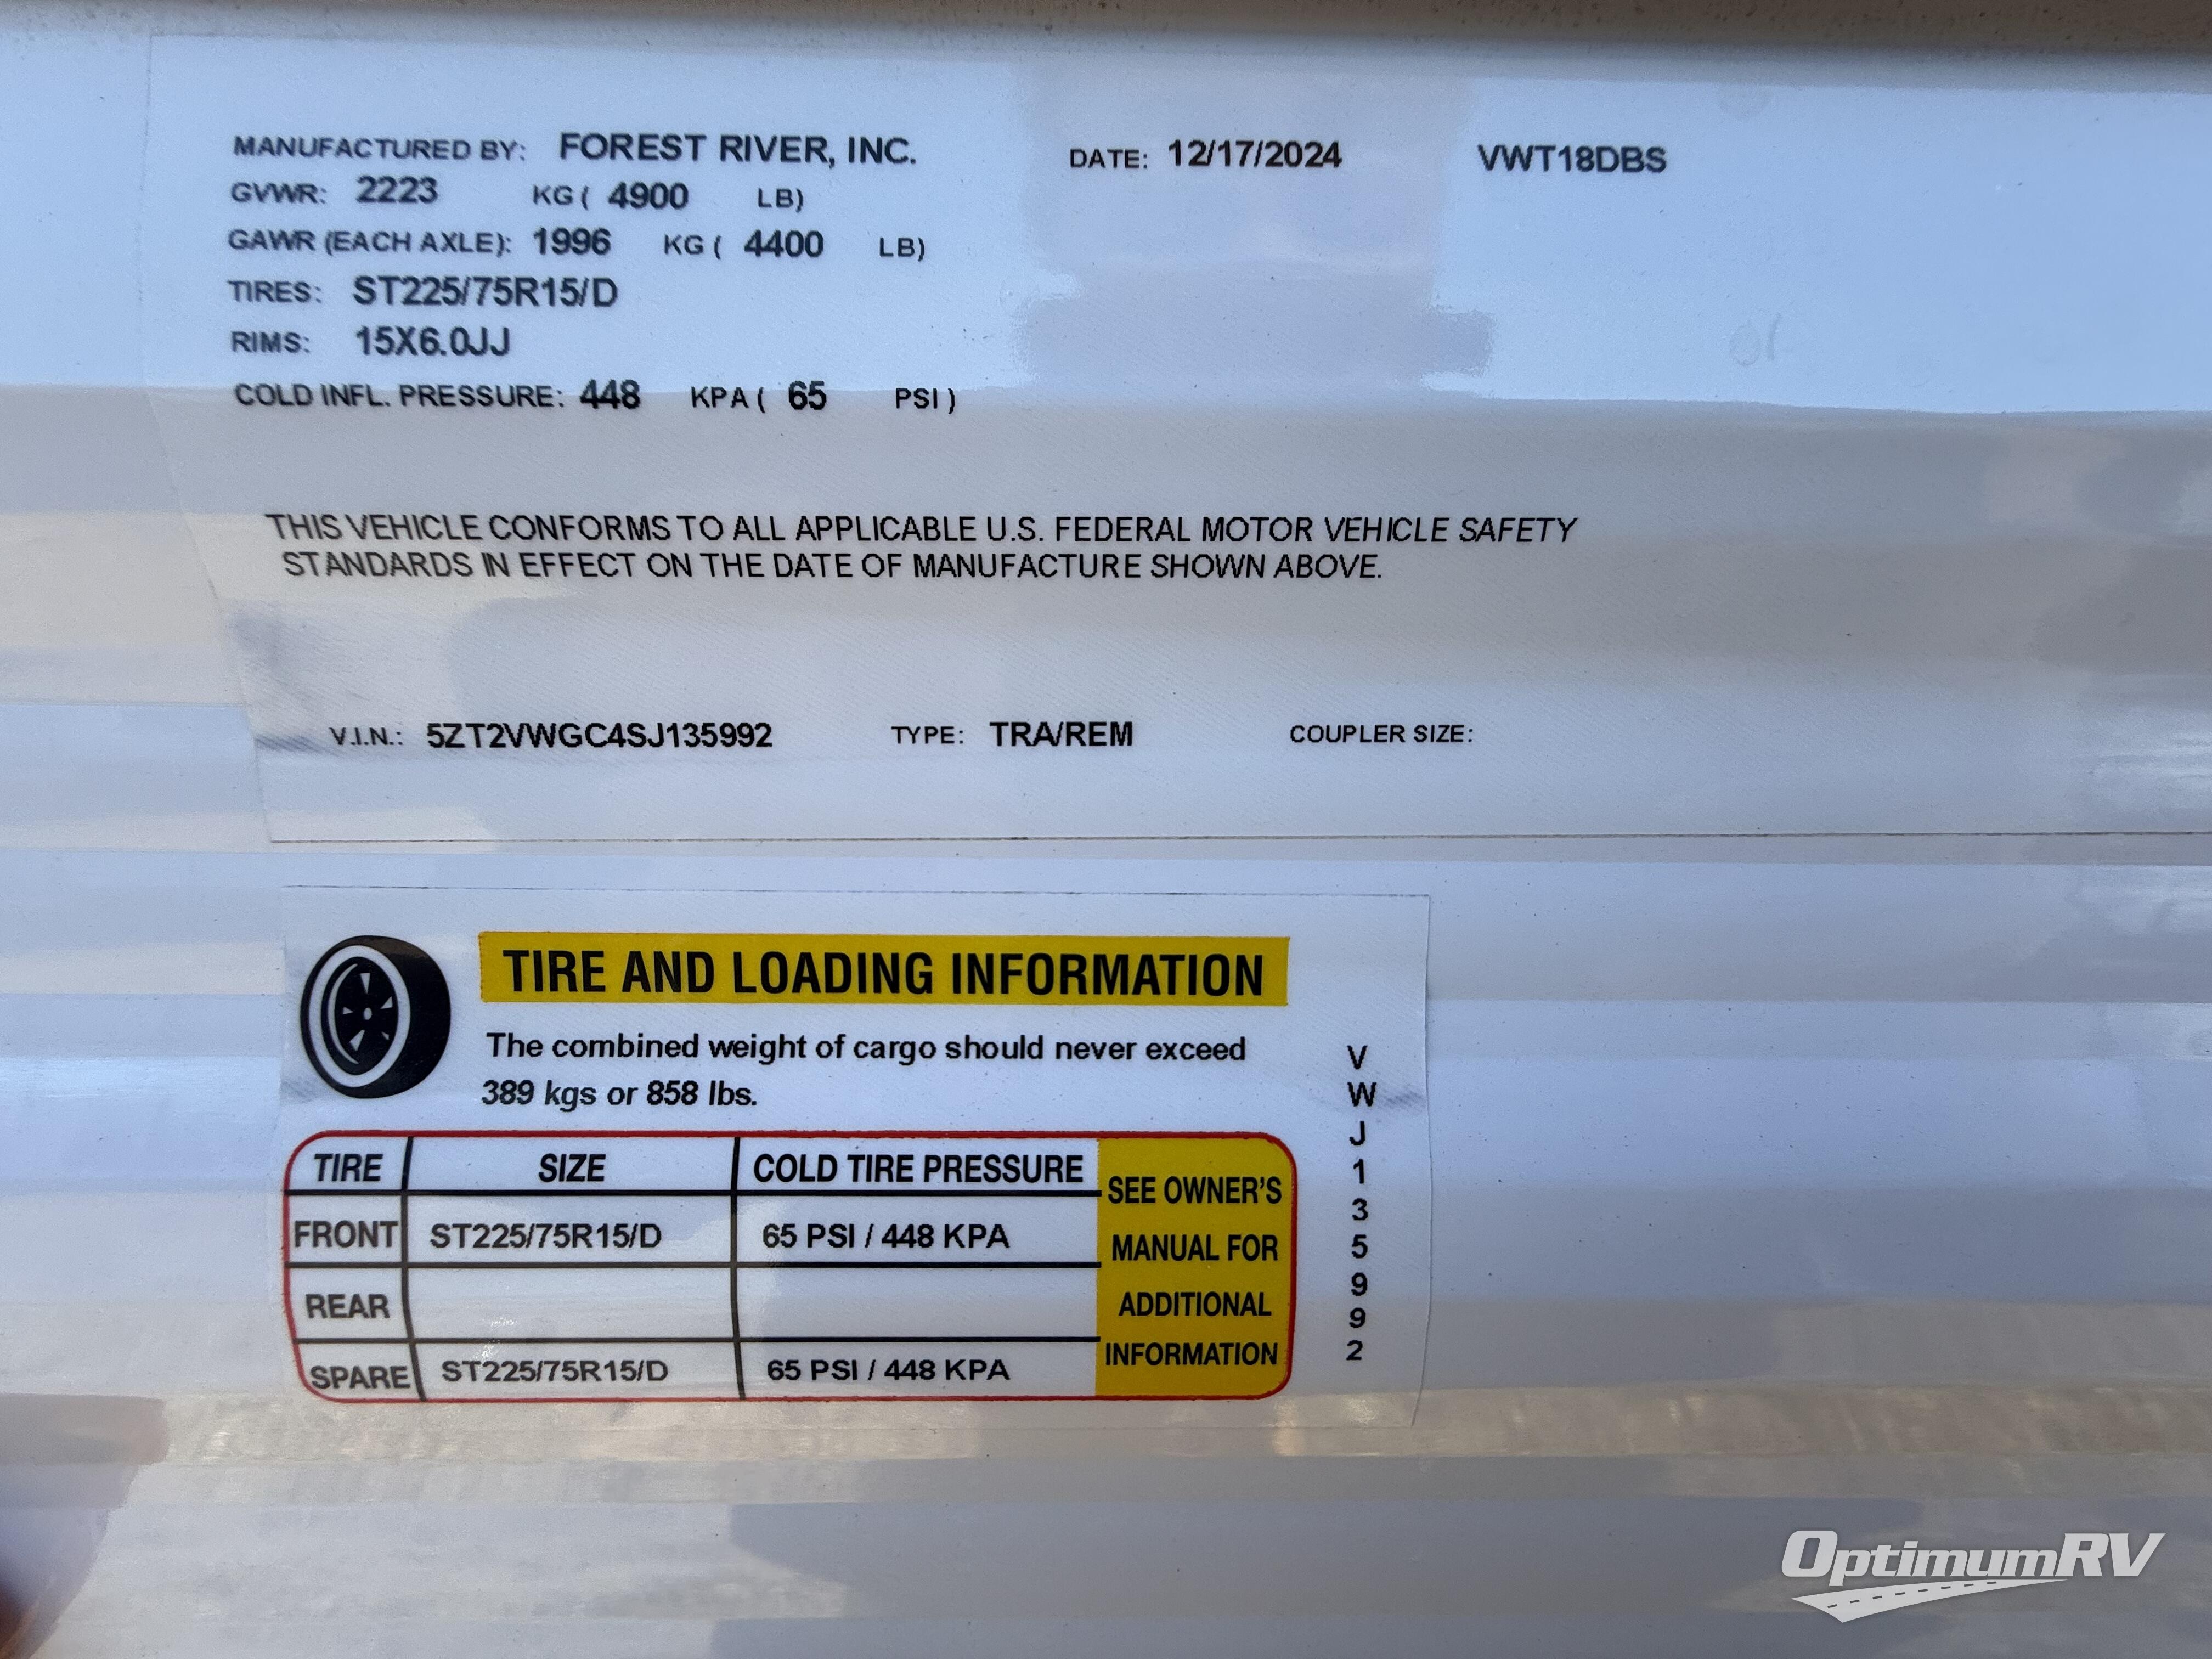 MANUFACTURED BY: FOREST RIVER, INC. DATE: 12/17/2024 VWT18DBS
GVWR: 2223 KG ( 4900 LB)
GAWR (EACH AXLE): 1996 KG ( 4400 LB)
TIRES: ST225/75R15/D
RIMS: 15X6.0JJ
COLD INFL. PRESSURE: 448 KPA ( 65 PSI )
THIS VEHICLE CONFORMS TO ALL APPLICABLE U.S. FEDERAL MOTOR VEHICLE SAFETY
STANDARDS IN EFFECT ON THE DATE OF MANUFACTURE SHOWN ABOVE.
V.I.N.: 5ZT2VWGC4SJ135992 TYPE: TRA/REM COUPLER SIZE:
TIRE AND LOADING INFORMATION
The combined weight of cargo should never exceed
389 kgs or 858 lbs.
TIRE SIZE COLD TIRE PRESSURE
FRONT ST225/75R15/D 65 PSI / 448 KPA
REAR
SPARE ST225/75R15/D 65 PSI / 448 KPA
SEE OWNER'S
MANUAL FOR
ADDITIONAL
INFORMATION
VWJ135992
OptimumRV